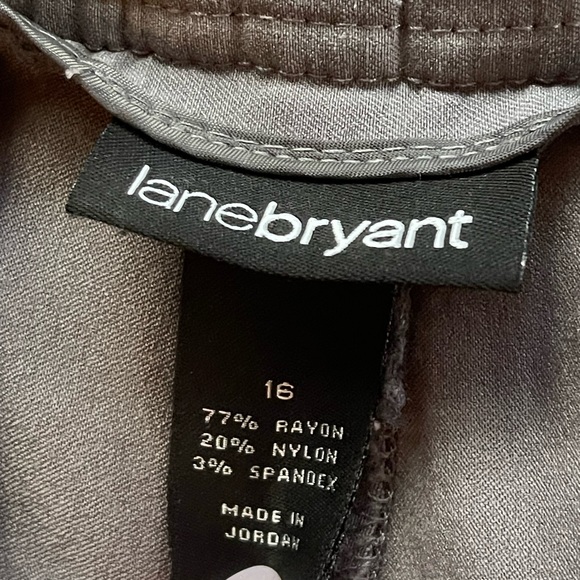 lanebryant
16
77% RAYON
20% NYLON
3% SPANDEX
MADE IN
JORDAN